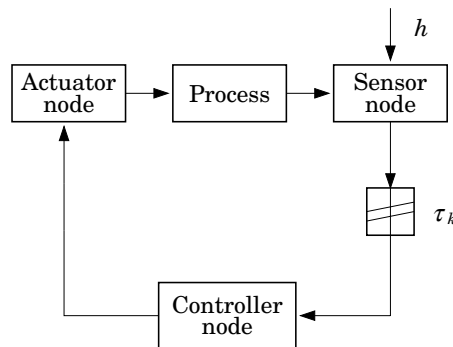 h
Actuator
node
Process
Sensor
node
τk
Controller
node